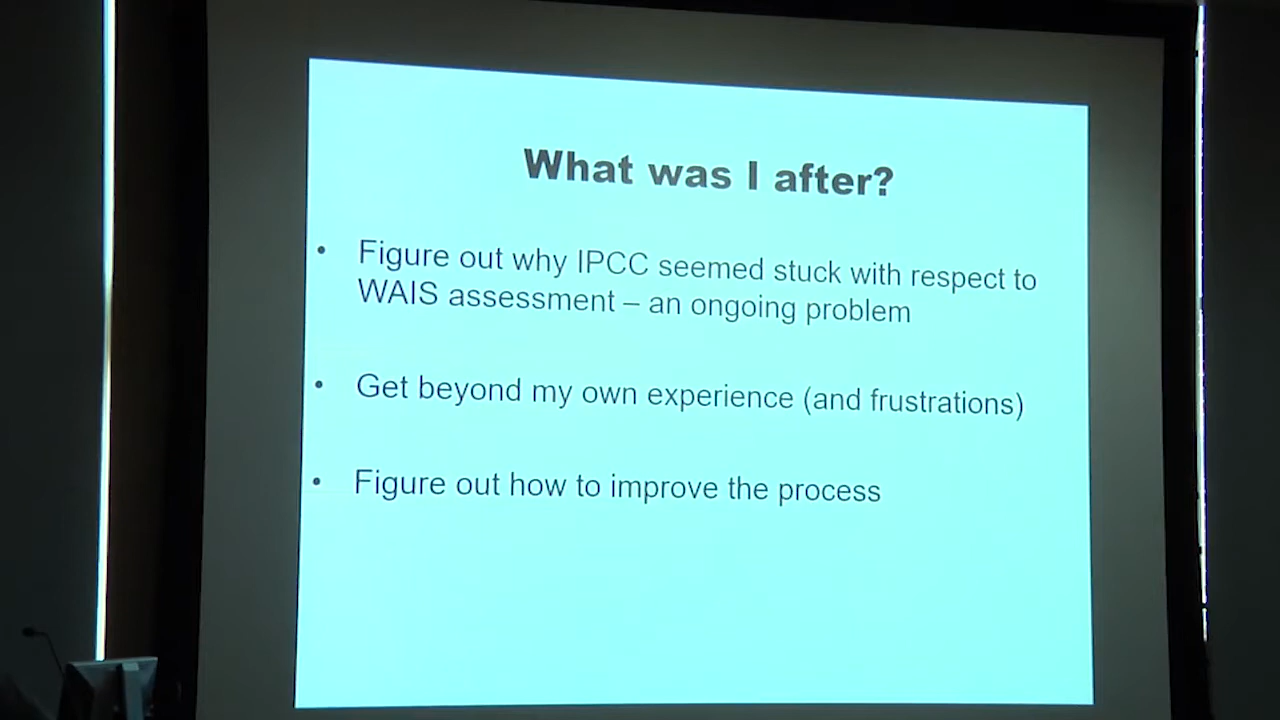 What was I after?
• Figure out why IPCC seemed stuck with respect to
WAIS assessment – an ongoing problem
• Get beyond my own experience (and frustrations)
• Figure out how to improve the process